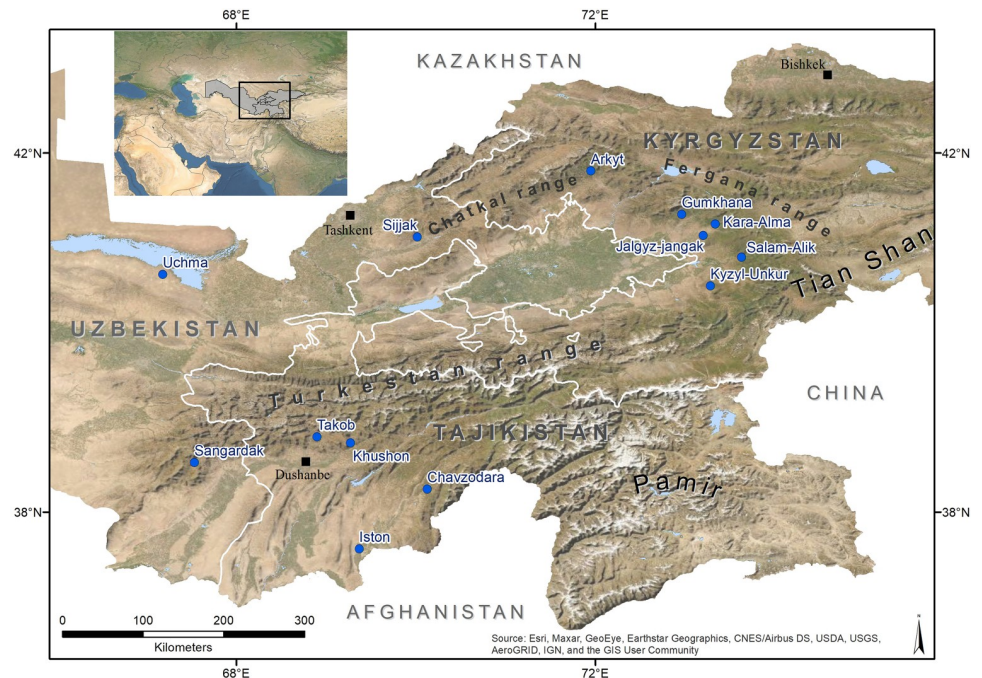 68°E
72°E
KAZAKHSTAN
Bishkek
42°N
42°N
KYRGYZSTAN
Arkyt
Fergana range
Chatkal range
Gumkhana
Kara-Alma
Tashkent
Sijjak
Jalgyz-jangak
Salam-Alik
Tian Shan
Uchma
Kyzyl-Unkur
UZBEKISTAN
Turkestan range
CHINA
Takob
TAJIKISTAN
Sangardak
Khushon
Dushanbe
Chavzodara
Pamir
38°N
38°N
Iston
AFGHANISTAN
0 100 200 300
Kilometers
Source: Esri, Maxar, GeoEye, Earthstar Geographics, CNES/Airbus DS, USDA, USGS,
AeroGRID, IGN, and the GIS User Community
68°E
72°E